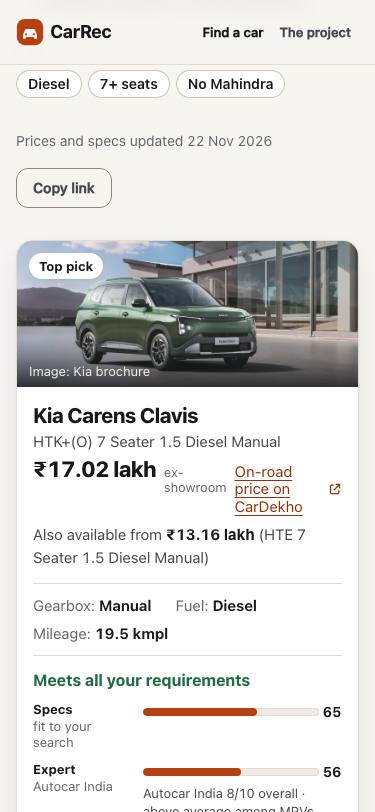 CarRec
Find a car
The project
Diesel
7+ seats
No Mahindra
Prices and specs updated 22 Nov 2026
Copy link
Top pick
Image: Kia brochure
Kia Carens Clavis
HTK+(O) 7 Seater 1.5 Diesel Manual
₹17.02 lakh ex-showroom
On-road
price on
CarDekho
Also available from ₹13.16 lakh (HTE 7
Seater 1.5 Diesel Manual)
Gearbox: Manual Fuel: Diesel
Mileage: 19.5 kmpl
Meets all your requirements
Specs
fit to your
search
65
Expert
Autocar India
56
Autocar India 8/10 overall ·
above average among MPVs